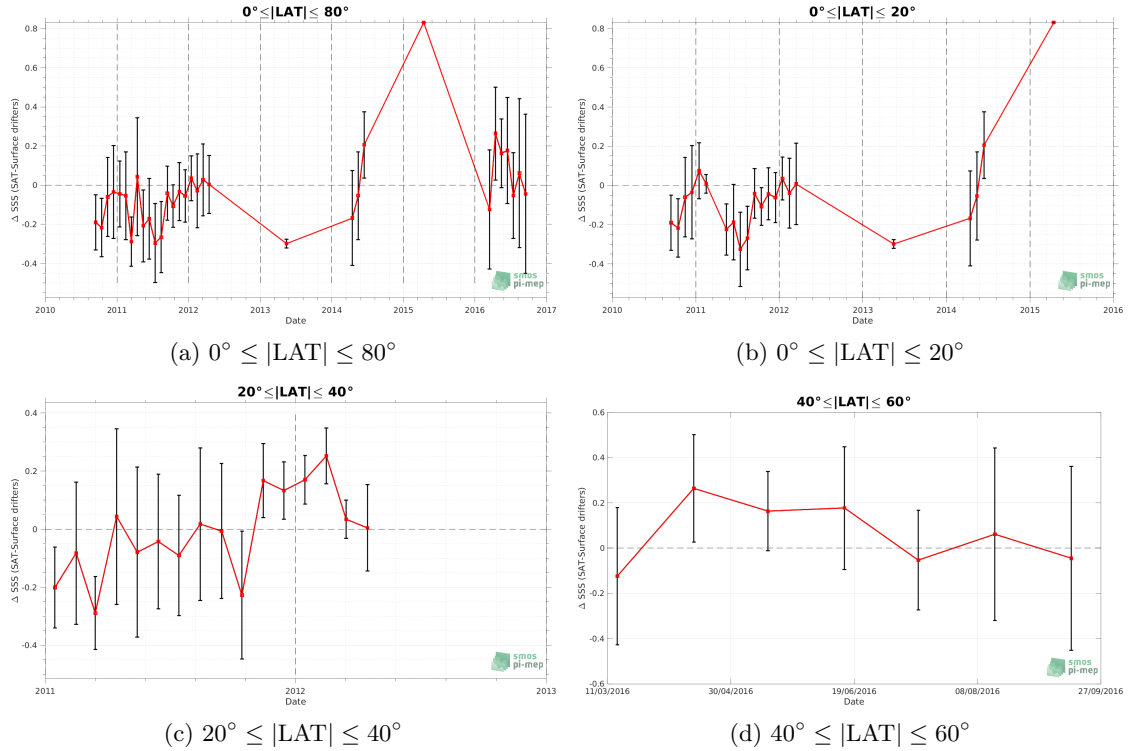 0°≤|LAT|≤ 80°
Δ SSS (SAT-Surface drifters)
0.8
0.6
0.4
0.2
0
-0.2
-0.4
2010
2011
2012
2013
2014
2015
2016
2017
Date
smos
pi-mep
(a) 0° ≤ |LAT| ≤ 80°
0°≤|LAT|≤ 20°
Δ SSS (SAT-Surface drifters)
0.8
0.6
0.4
0.2
0
-0.2
-0.4
2010
2011
2012
2013
2014
2015
2016
Date
smos
pi-mep
(b) 0° ≤ |LAT| ≤ 20°
20°≤|LAT|≤ 40°
Δ SSS (SAT-Surface drifters)
0.4
0.2
0
-0.2
-0.4
2011
2012
2013
Date
smos
pi-mep
(c) 20° ≤ |LAT| ≤ 40°
40°≤|LAT|≤ 60°
Δ SSS (SAT-Surface drifters)
0.6
0.4
0.2
0
-0.2
-0.4
-0.6
11/03/2016
30/04/2016
19/06/2016
08/08/2016
27/09/2016
Date
smos
pi-mep
(d) 40° ≤ |LAT| ≤ 60°